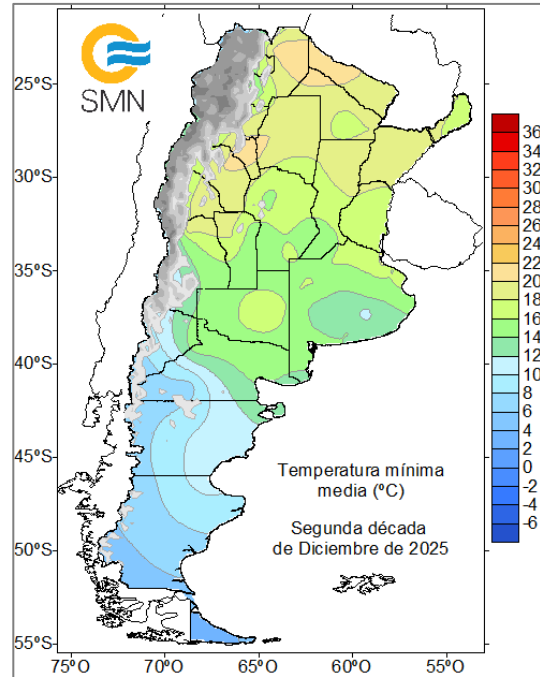 SMN
25°S
30°S
35°S
40°S
45°S
50°S
55°S
75°O
70°O
65°O
60°O
55°O
Temperatura mínima
media (ºC)
Segunda década
de Diciembre de 2025
36
34
32
30
28
26
24
22
20
18
16
14
12
10
8
6
4
2
0
-2
-4
-6